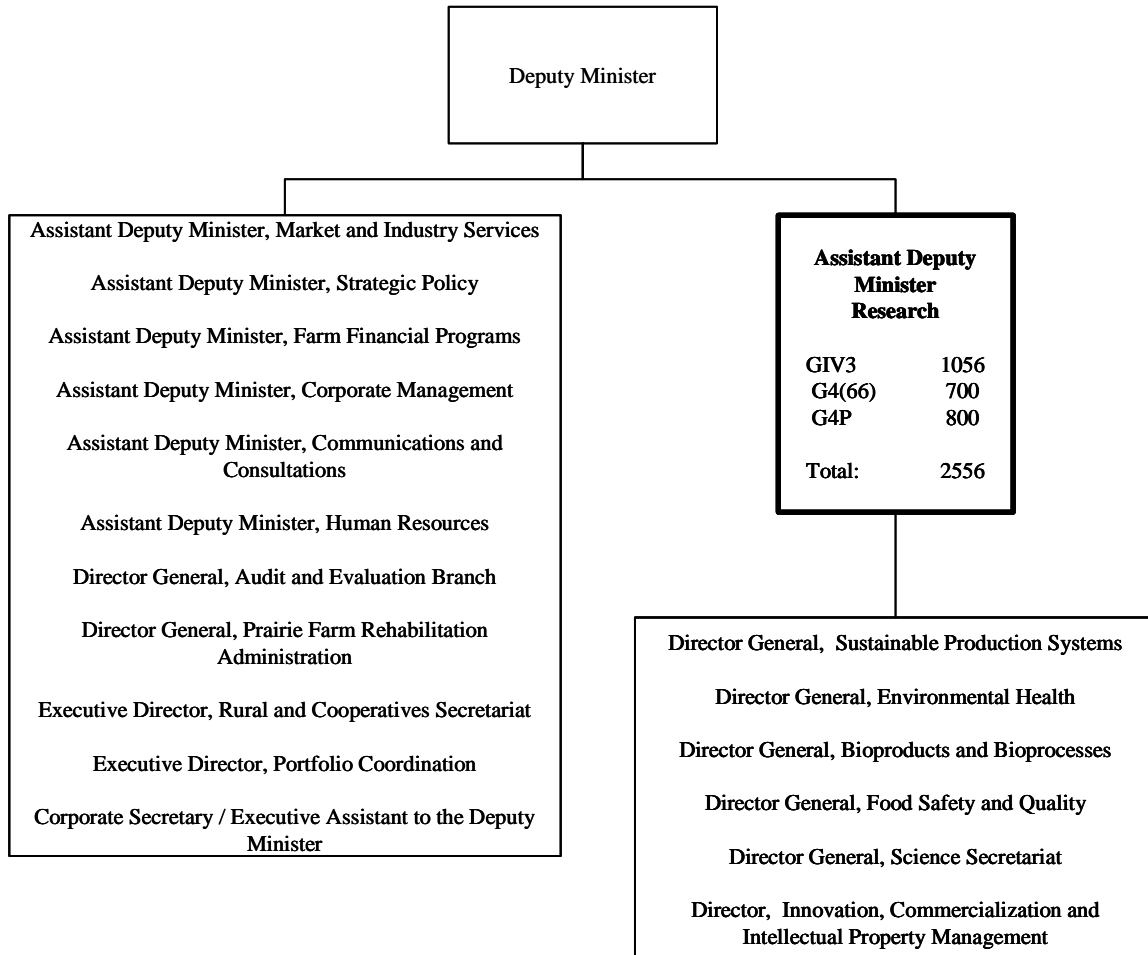 Deputy Minister
Assistant Deputy Minister, Market and Industry Services
Assistant Deputy Minister, Strategic Policy
Assistant Deputy Minister, Farm Financial Programs
Assistant Deputy Minister, Corporate Management
Assistant Deputy Minister, Communications and
Consultations
Assistant Deputy Minister, Human Resources
Director General, Audit and Evaluation Branch
Director General, Prairie Farm Rehabilitation
Administration
Executive Director, Rural and Cooperatives Secretariat
Executive Director, Portfolio Coordination
Corporate Secretary / Executive Assistant to the Deputy
Minister
Assistant Deputy
Minister
Research
GIV3 1056
G4(66) 700
G4P 800
Total: 2556
Director General, Sustainable Production Systems
Director General, Environmental Health
Director General, Bioproducts and Bioprocesses
Director General, Food Safety and Quality
Director General, Science Secretariat
Director, Innovation, Commercialization and
Intellectual Property Management